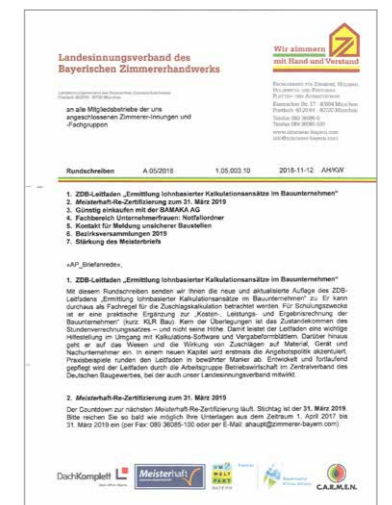 Landesinnungsverband des
Bayerischen Zimmererhandwerks
Wir zimmern
mit Hand und Verstand
an alle Mitgliedsbetriebe der uns
angeschlossenen Zimmerer-Innungen und
-Fachgruppen
Eisenacher Str. 17 · 80804 München
www.zimmerer-bayern.com
Rundschreiben A 05/2018 1.05.003.10 2018-11-12 AH/KW
1. ZDB-Leitfaden „Ermittlung lohnbasierter Kalkulationsansätze im Bauunternehmen"
2. Meisterhaft-Re-Zertifizierung zum 31. März 2019
3. Günstig einkaufen mit der BAMAKA AG
4. Fachbereich Unternehmerfrauen: Notfallordner
5. Kontakt für Meldung unsicherer Baustellen
6. Bezirksversammlungen 2019
7. Stärkung des Meisterbriefs
«AP_Briefanrede»,
1. ZDB-Leitfaden „Ermittlung lohnbasierter Kalkulationsansätze im Bauunternehmen"
Mit diesem Rundschreiben senden wir Ihnen die neue und aktualisierte Auflage des ZDB-
Leitfadens „Ermittlung lohnbasierter Kalkulationsansätze im Bauunternehmen" zu. Er kann
durchaus als Fachregel für die Zuschlagskalkulation betrachtet werden. Für Schulungszwecke
ist er eine praktische Ergänzung zur „Kosten-, Leistungs- und Ergebnisrechnung der
Bauunternehmen" (kurz: KLR Bau). Kern der Überlegungen ist das Zustandekommen des
Stundenverrechnungssatzes – und nicht seine Höhe. Damit leistet der Leitfaden eine wichtige
Hilfestellung im Umgang mit Kalkulations-Software und Vergabeformblättern. Darüber hinaus
geht er auf das Wesen und die Wirkung von Zuschlägen auf Material, Gerät und
Nachunternehmer ein. In einem neuen Kapitel wird erstmals die Angebotspolitik akzentuiert.
Praxisbeispiele runden den Leitfaden in bewährter Manier ab. Entwickelt und fortlaufend
gepflegt wird der Leitfaden durch die Arbeitsgruppe Betriebswirtschaft im Zentralverband des
Deutschen Baugewerbes, bei der auch unser Landesinnungsverband mitwirkt.
2. Meisterhaft-Re-Zertifizierung zum 31. März 2019
Der Countdown zur nächsten Meisterhaft-Re-Zertifizierung läuft. Stichtag ist der 31. März 2019.
Bitte reichen Sie so bald wie möglich Ihre Unterlagen aus dem Zeitraum 1. April 2017 bis
31. März 2019 ein (per Fax: 089 36085-100 oder per E-Mail: ahaupt@zimmerer-bayern.com).
DachKomplett
Meisterhaft
UMWELT
PAKT
C.A.R.M.E.N.